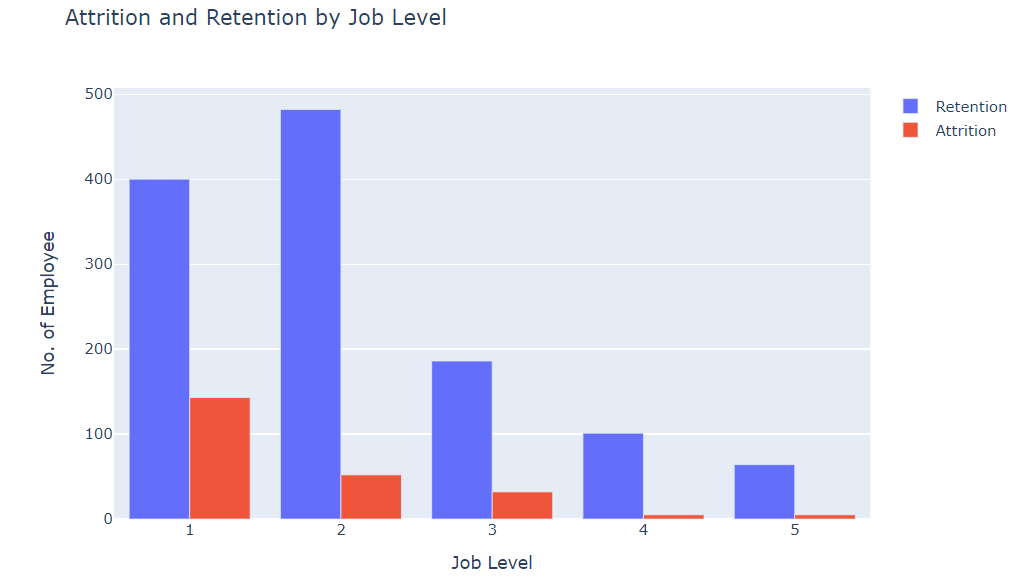 Attrition and Retention by Job Level
500
400
300
200
100
0
No. of Employee
1 2 3 4 5
Job Level
Retention
Attrition